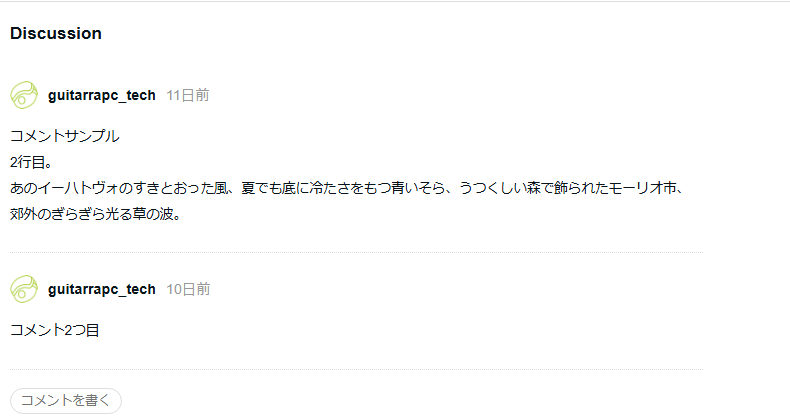 Discussion
guitarrapc_tech 11日前
コメントサンプル
2行目。
あのイーハトヴォのすきとおった風、夏でも底に冷たさをもつ青いそら、うつくしい森で飾られたモーリオ市、
郊外のぎらぎら光る草の波。
guitarrapc_tech 10日前
コメント2つ目
コメントを書く